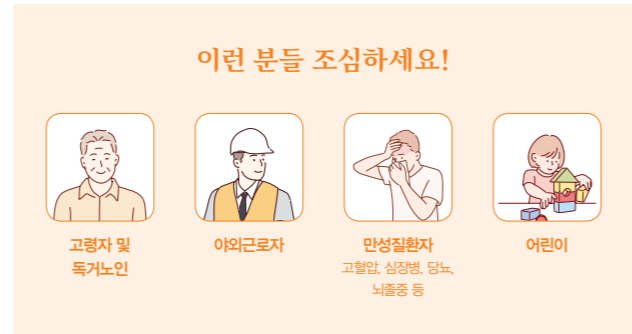 이런 분들 조심하세요!
고령자 및
독거노인
야외근로자
만성질환자
고혈압, 심장병, 당뇨,
뇌졸중 등
어린이